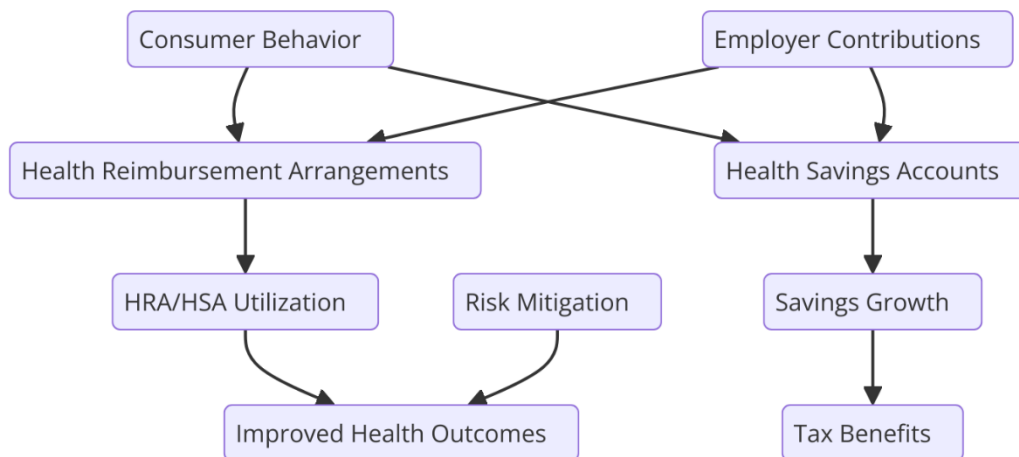 Consumer Behavior
Employer Contributions
Health Reimbursement Arrangements
Health Savings Accounts
HRA/HSA Utilization
Risk Mitigation
Savings Growth
Improved Health Outcomes
Tax Benefits